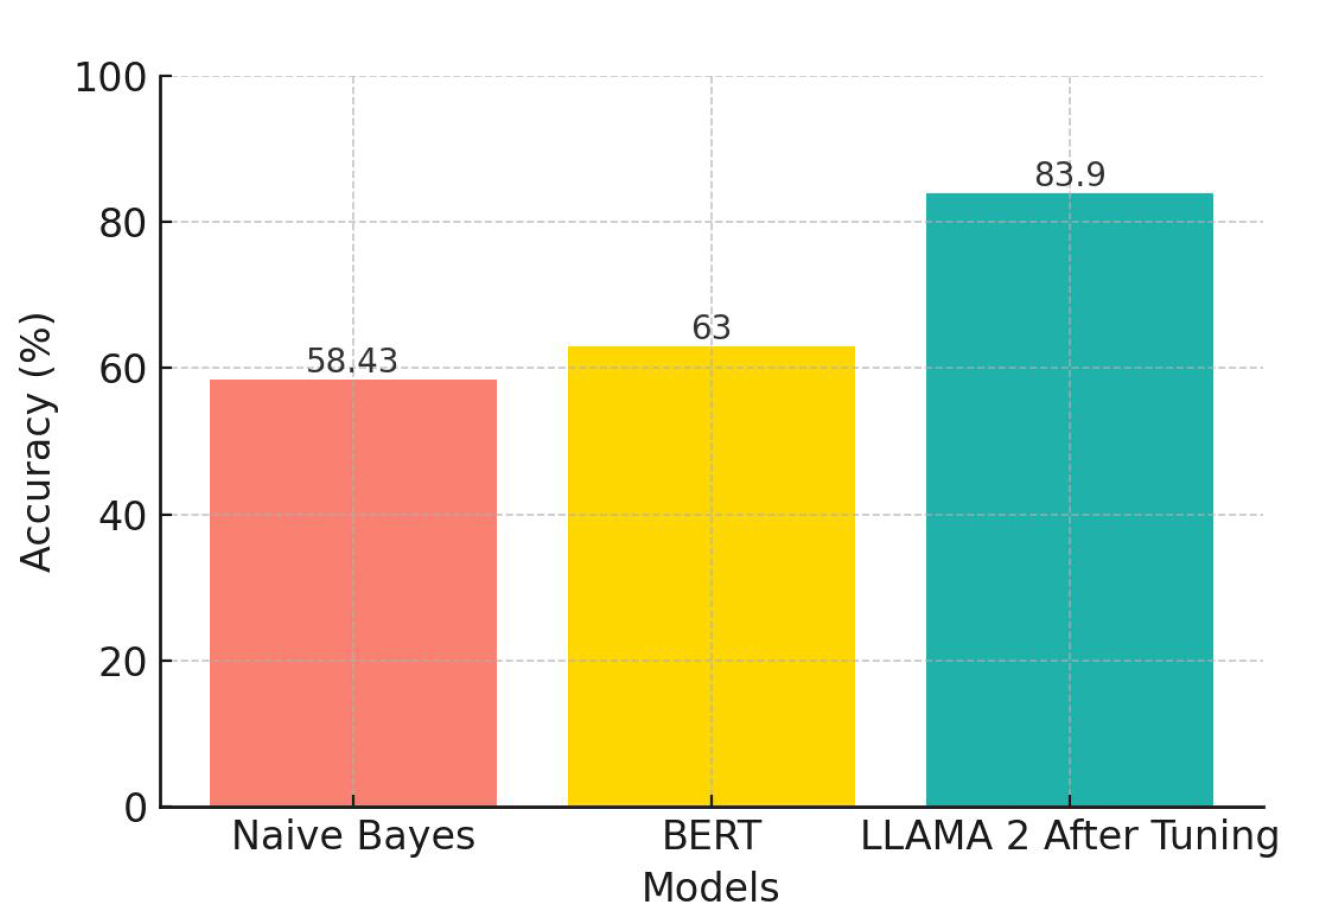 100
80
60
40
20
0
Accuracy (%)
58.43
63
83.9
Naive Bayes
BERT
LLAMA 2 After Tuning
Models